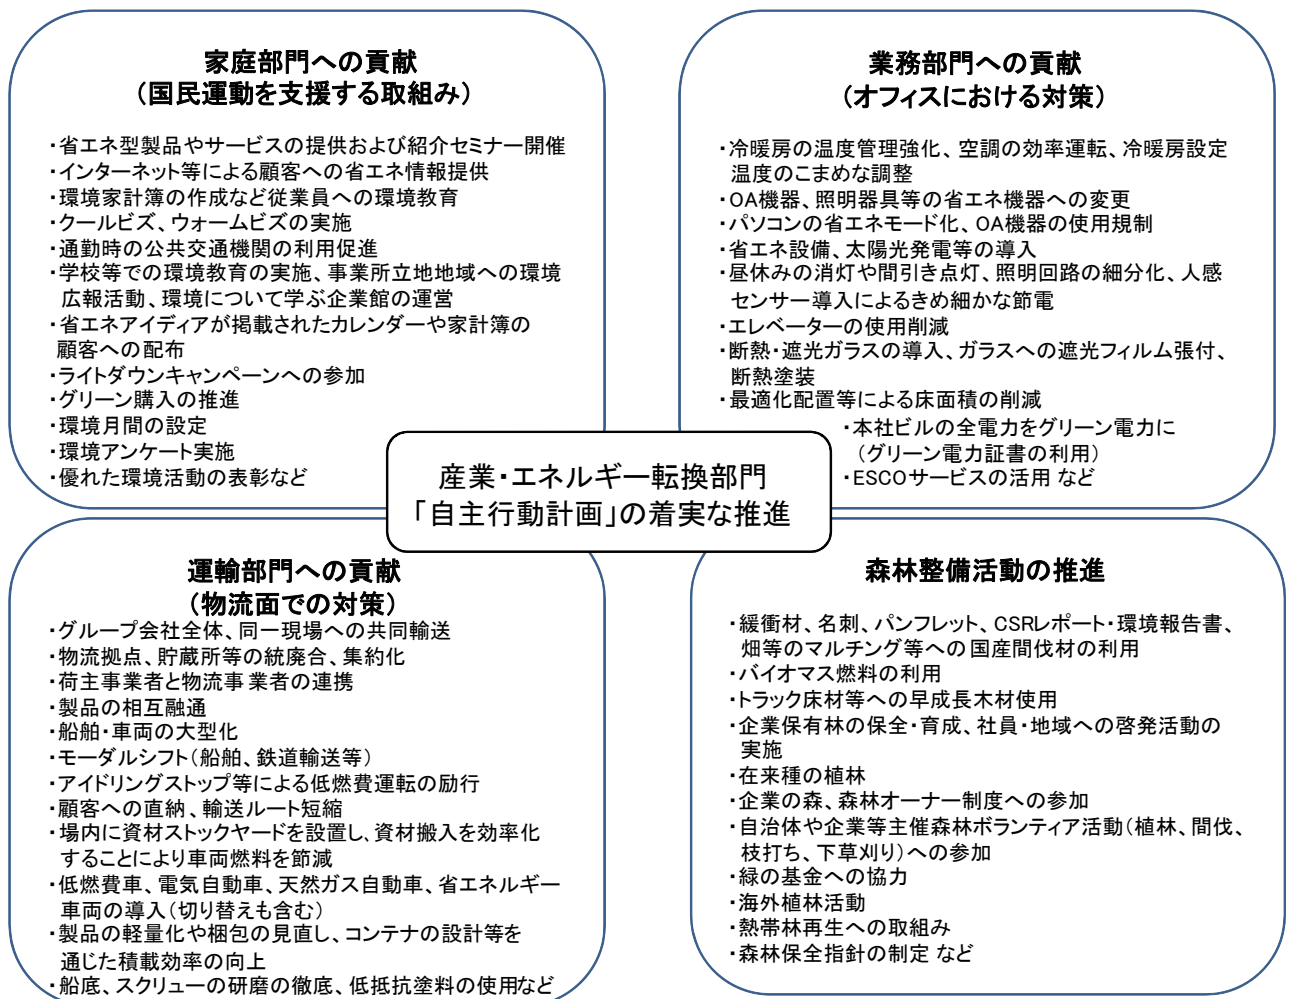 家庭部門への貢献
(国民運動を支援する取組み)
・省エネ型製品やサービスの提供および紹介セミナー開催
・インターネット等による顧客への省エネ情報提供
・環境家計簿の作成など従業員への環境教育
・クールビズ、ウォームビズの実施
・通勤時の公共交通機関の利用促進
・学校等での環境教育の実施、事業所立地地域への環境
広報活動、環境について学ぶ企業館の運営
・省エネアイディアが掲載されたカレンダーや家計簿の
顧客への配布
・ライトダウンキャンペーンへの参加
・グリーン購入の推進
・環境月間の設定
・環境アンケート実施
・優れた環境活動の表彰など
業務部門への貢献
(オフィスにおける対策)
・冷暖房の温度管理強化、空調の効率運転、冷暖房設定
温度のこまめな調整
・OA機器、照明器具等の省エネ機器への変更
・パソコンの省エネモード化、OA機器の使用規制
・省エネ設備、太陽光発電等の導入
・昼休みの消灯や間引き点灯、照明回路の細分化、人感
センサー導入によるきめ細かな節電
・エレベーターの使用削減
・断熱・遮光ガラスの導入、ガラスへの遮光フィルム張付、
断熱塗装
・最適化配置等による床面積の削減
・本社ビルの全電力をグリーン電力に
(グリーン電力証書の利用)
・ESCOサービスの活用 など
産業・エネルギー転換部門
「自主行動計画」の着実な推進
運輸部門への貢献
(物流面での対策)
・グループ会社全体、同一現場への共同輸送
・物流拠点、貯蔵所等の統廃合、集約化
・荷主事業者と物流事業者の連携
・製品の相互融通
・船舶・車両の大型化
・モーダルシフト(船舶、鉄道輸送等)
・アイドリングストップ等による低燃費運転の励行
・顧客への直納、輸送ルート短縮
・場内に資材ストックヤードを設置し、資材搬入を効率化
することにより車両燃料を節減
・低燃費車、電気自動車、天然ガス自動車、省エネルギー
車両の導入(切り替えも含む)
・製品の軽量化や梱包の見直し、コンテナの設計等を
通じた積載効率の向上
・船底、スクリューの研磨の徹底、低抵抗塗料の使用など
森林整備活動の推進
・緩衝材、名刺、パンフレット、CSRレポート・環境報告書、
畑等のマルチング等への国産間伐材の利用
・バイオマス燃料の利用
・トラック床材等への早成長木材使用
・企業保有林の保全・育成、社員・地域への啓発活動の
実施
・在来種の植林
・企業の森、森林オーナー制度への参加
・自治体や企業等主催森林ボランティア活動(植林、間伐、
枝打ち、下草刈り)への参加
・緑の基金への協力
・海外植林活動
・熱帯林再生への取組み
・森林保全指針の制定 など